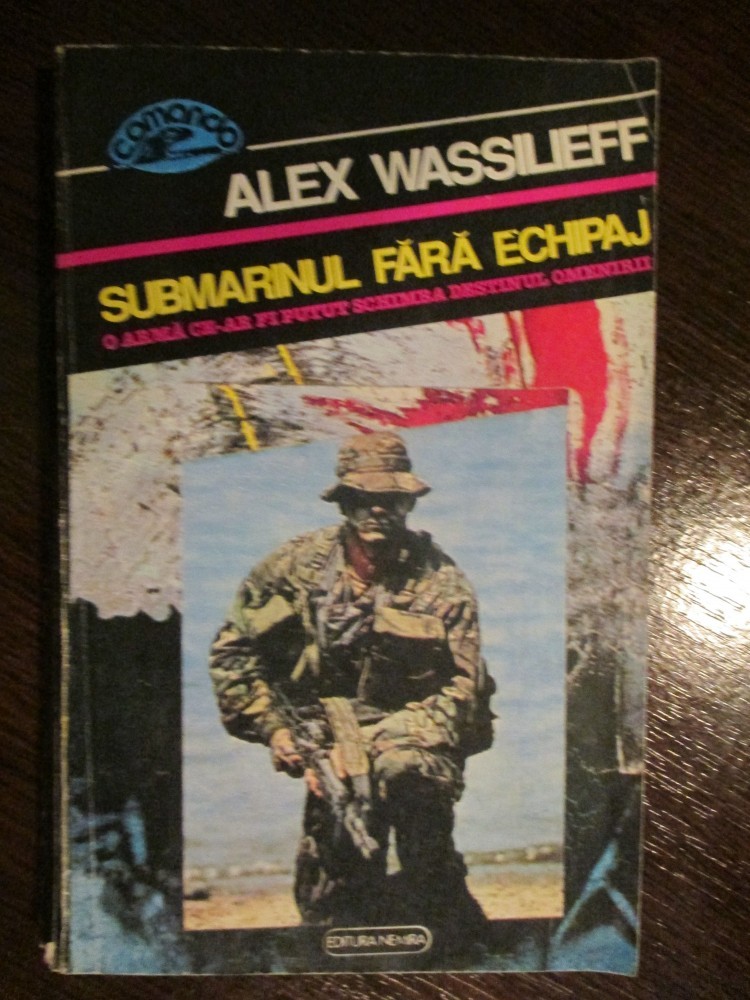 comando
ALEX WASSILIEFF
SUBMARINUL FĂRĂ ECHIPAJ
O ARMĂ CE-AR FI PUTUT SCHIMBA DESTINUL OMENIRII
EDITURA NEMIRA